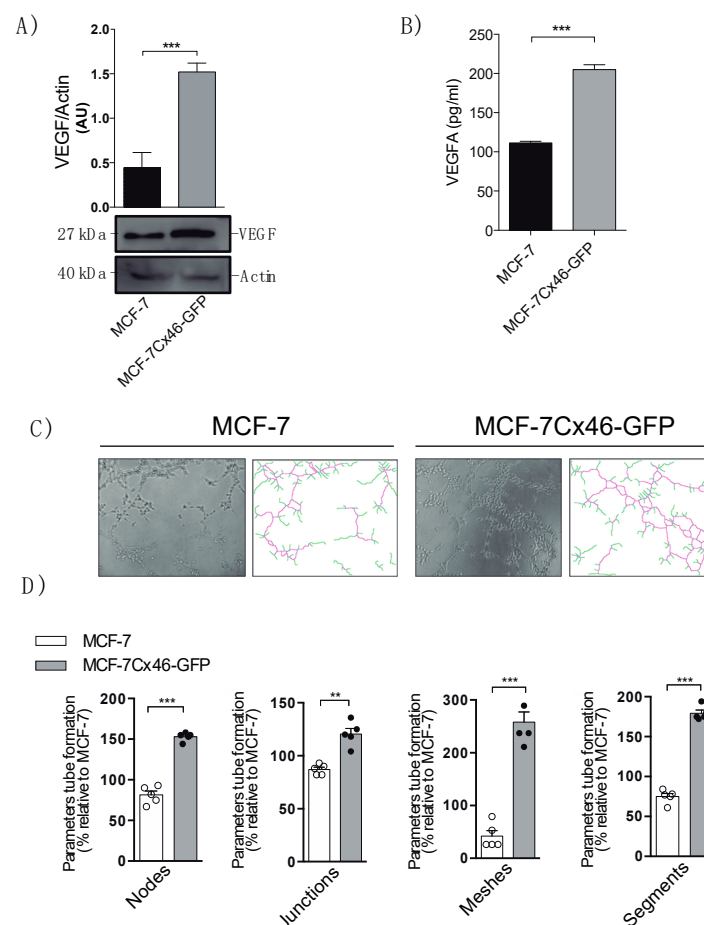 A)
***
VEGF/Actin
(AU)
2.0
1.5
1.0
0.5
0.0
27 kDa
VEGF
40 kDa
Actin
MCF-7
MCF-7Cx46-GFP
B)
***
VEGFA (pg/ml)
250
200
150
100
50
0
MCF-7
MCF-7Cx46-GFP
C)
MCF-7
MCF-7Cx46-GFP
D)
MCF-7
MCF-7Cx46-GFP
Parameters tube formation
(% relative to MCF-7)
200
150
100
50
0
***
Nodes
Parameters tube formation
(% relative to MCF-7)
150
100
50
0
**
Junctions
Parameters tube formation
(% relative to MCF-7)
300
200
100
0
***
Meshes
Parameters tube formation
(% relative to MCF-7)
200
150
100
50
0
***
Segments